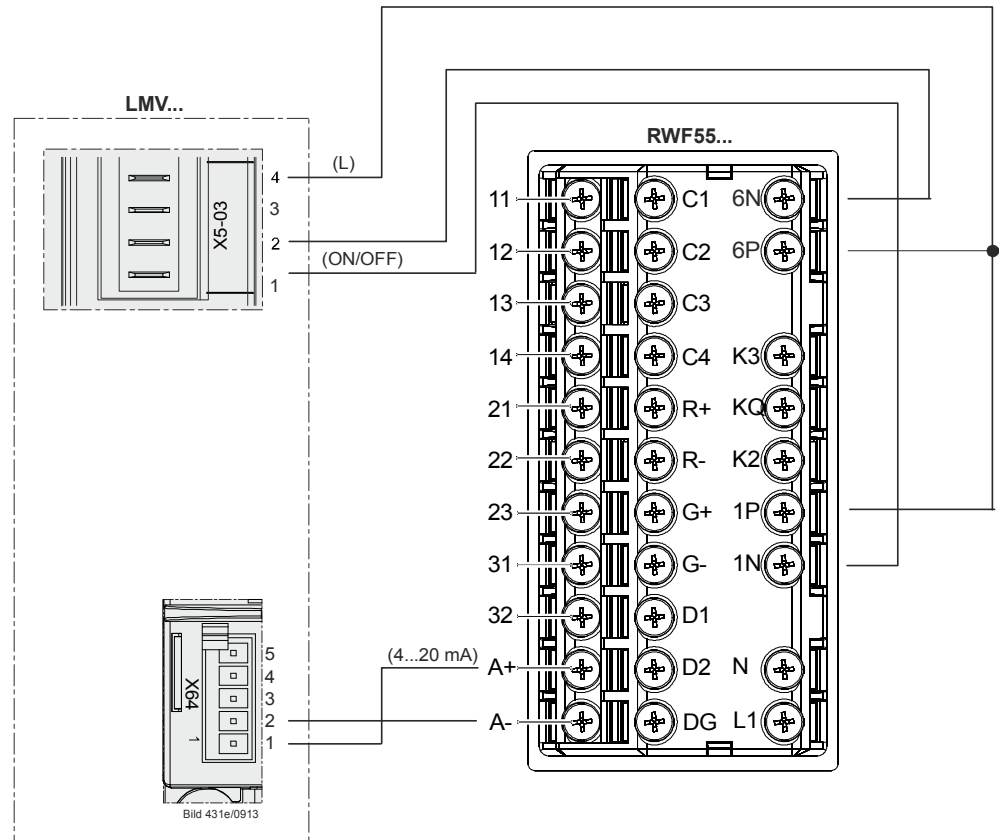 LMV...
RWF55...
4
(L)
3
X5-03
2
(ON/OFF)
1
11 C1 6N
12 C2 6P
13 C3
14 C4 K3
21 R+ KQ
22 R- K2
23 G+ 1P
31 G- 1N
32 D1
(4...20 mA) A+ D2 N
A- DG L1
5
4
3
2
1
X64
1
Bild 431e/0913